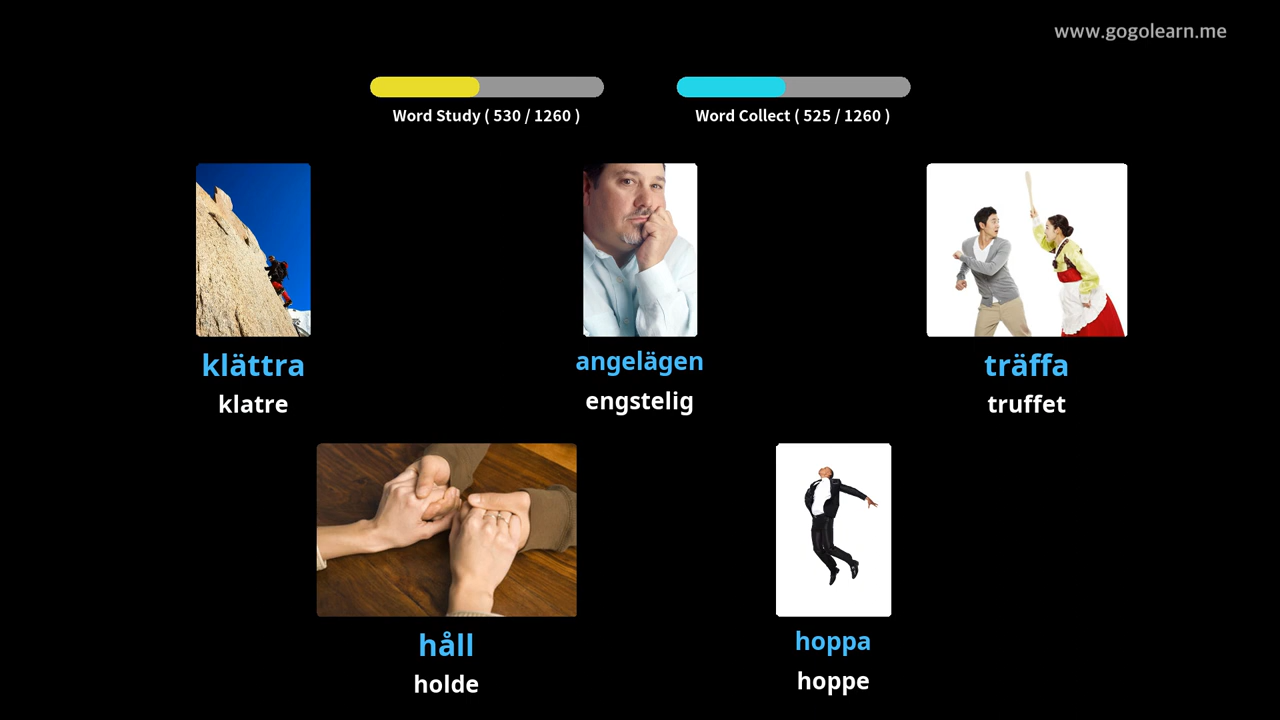 www.gogolearn.me
Word Study ( 530 / 1260 )
Word Collect ( 525 / 1260 )
klättra
klatre
angelägen
engstelig
träffa
truffet
håll
holde
hoppa
hoppe